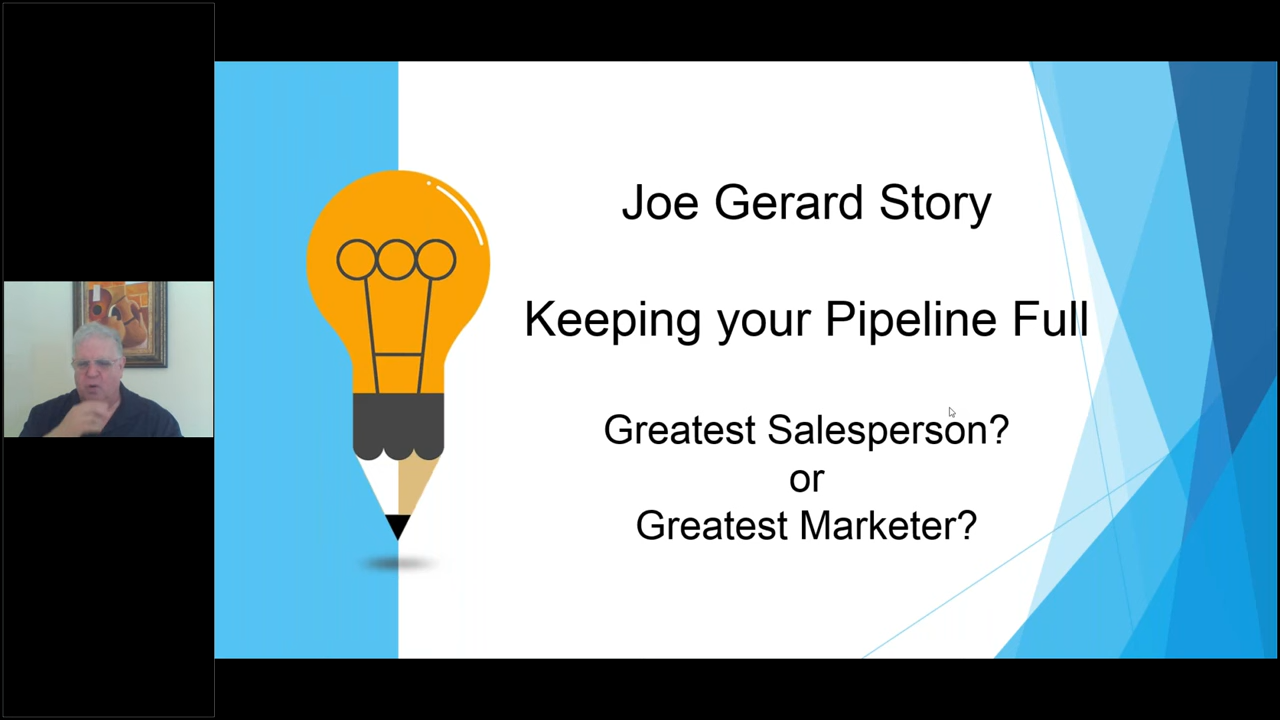 Joe Gerard Story
Keeping your Pipeline Full
Greatest Salesperson?
or
Greatest Marketer?